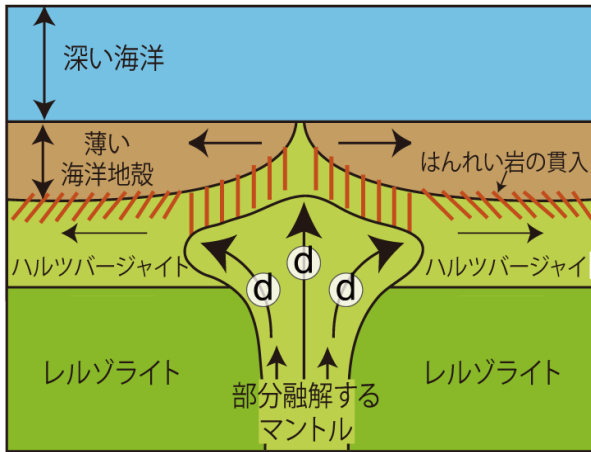 深い海洋
薄い
海洋地殻
はんれい岩の貫入
ハルツバージャイト
ハルツバージャイ
d
d
d
レルゾライト
レルゾライト
部分融解する
マントル